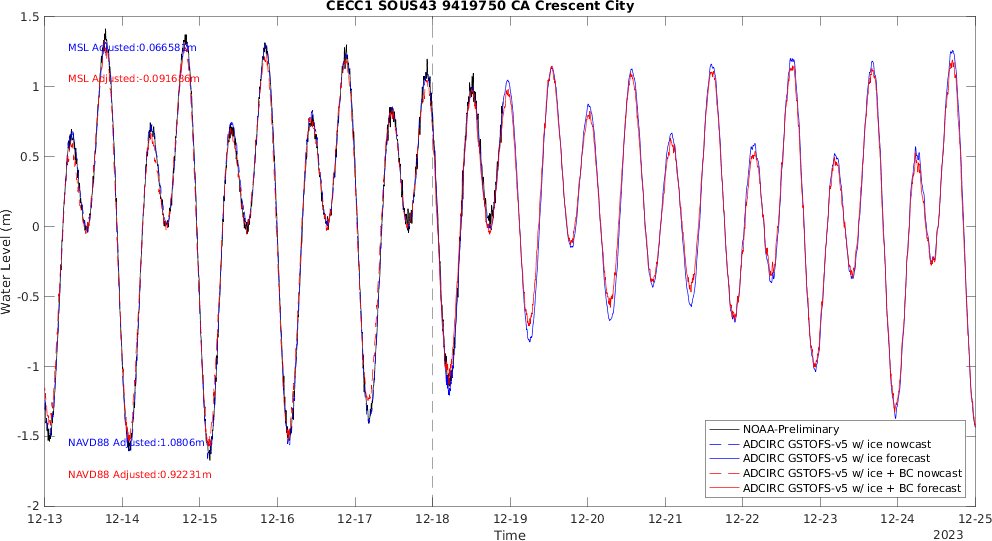 CECC1 SOUS43 9419750 CA Crescent City
1.5
1
0.5
0
-0.5
-1
-1.5
-2
Water Level (m)
MSL Adjusted:0.06658
MSL Adjusted:-0.091636m
NAVD88 Adjusted:1.0806m
NAVD88 Adjusted:0.92231m
NOAA-Preliminary
ADCIRC GSTOFS-v5 w/ ice nowcast
ADCIRC GSTOFS-v5 w/ ice forecast
ADCIRC GSTOFS-v5 w/ ice + BC nowcast
ADCIRC GSTOFS-v5 w/ ice + BC forecast
12-13 12-14 12-15 12-16 12-17 12-18 12-19 12-20 12-21 12-22 12-23 12-24 12-25
Time
2023